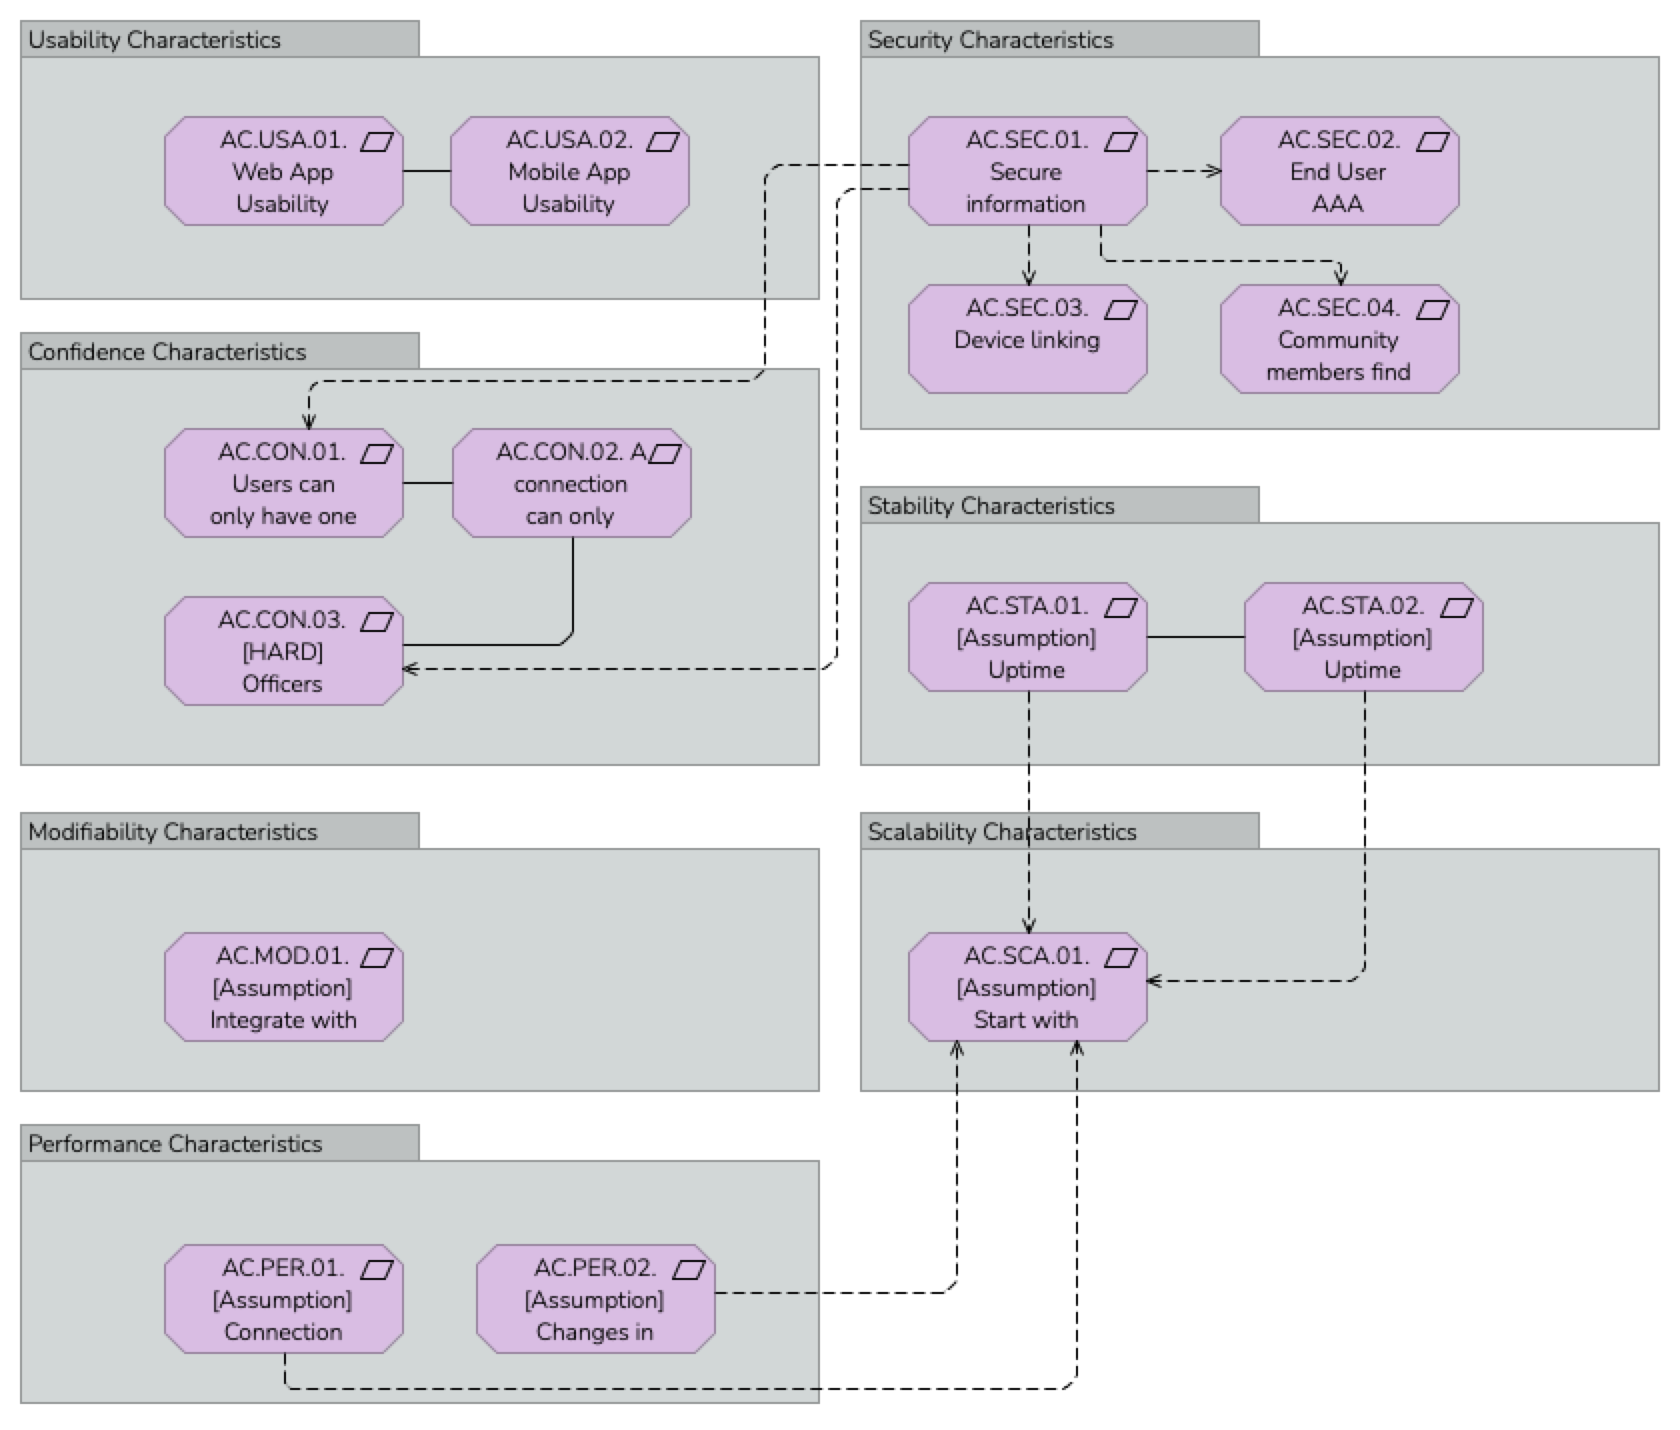 Usability Characteristics
AC.USA.01.
Web App
Usability
AC.USA.02.
Mobile App
Usability
Security Characteristics
AC.SEC.01.
Secure
information
AC.SEC.02.
End User
AAA
AC.SEC.03.
Device linking
AC.SEC.04.
Community
members find
Confidence Characteristics
AC.CON.01.
Users can
only have one
AC.CON.02. A
connection
can only
AC.CON.03.
[HARD]
Officers
Stability Characteristics
AC.STA.01.
[Assumption]
Uptime
AC.STA.02.
[Assumption]
Uptime
Modifiability Characteristics
AC.MOD.01.
[Assumption]
Integrate with
Scalability Characteristics
AC.SCA.01.
[Assumption]
Start with
Performance Characteristics
AC.PER.01.
[Assumption]
Connection
AC.PER.02.
[Assumption]
Changes in